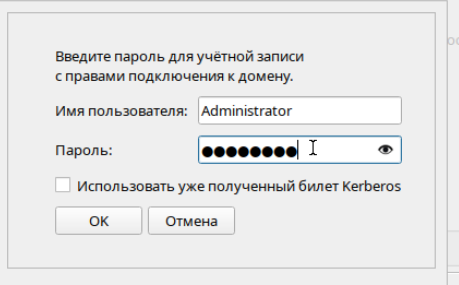 Введите пароль для учётной записи
с правами подключения к домену.
Имя пользователя: Administrator
Пароль: ●●●●●●●●
Использовать уже полученный билет Kerberos
OK Отмена